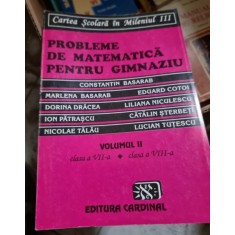 Cartea Școlară în Mileniul III
PROBLEME
DE MATEMATICĂ
PENTRU GIMNAZIU
CONSTANTIN BASARAB
MARLENA BASARAB EDUARD COTOI
DORINA DRĂCEA LILIANA NICULESCU
ION PĂTRAȘCU CĂTĂLIN ȘTERBEȚI
NICOLAE TĂLĂU LUCIAN TUȚESCU
VOLUMUL II
clasa a VII-a • clasa a VIII-a
EDITURA CARDINAL